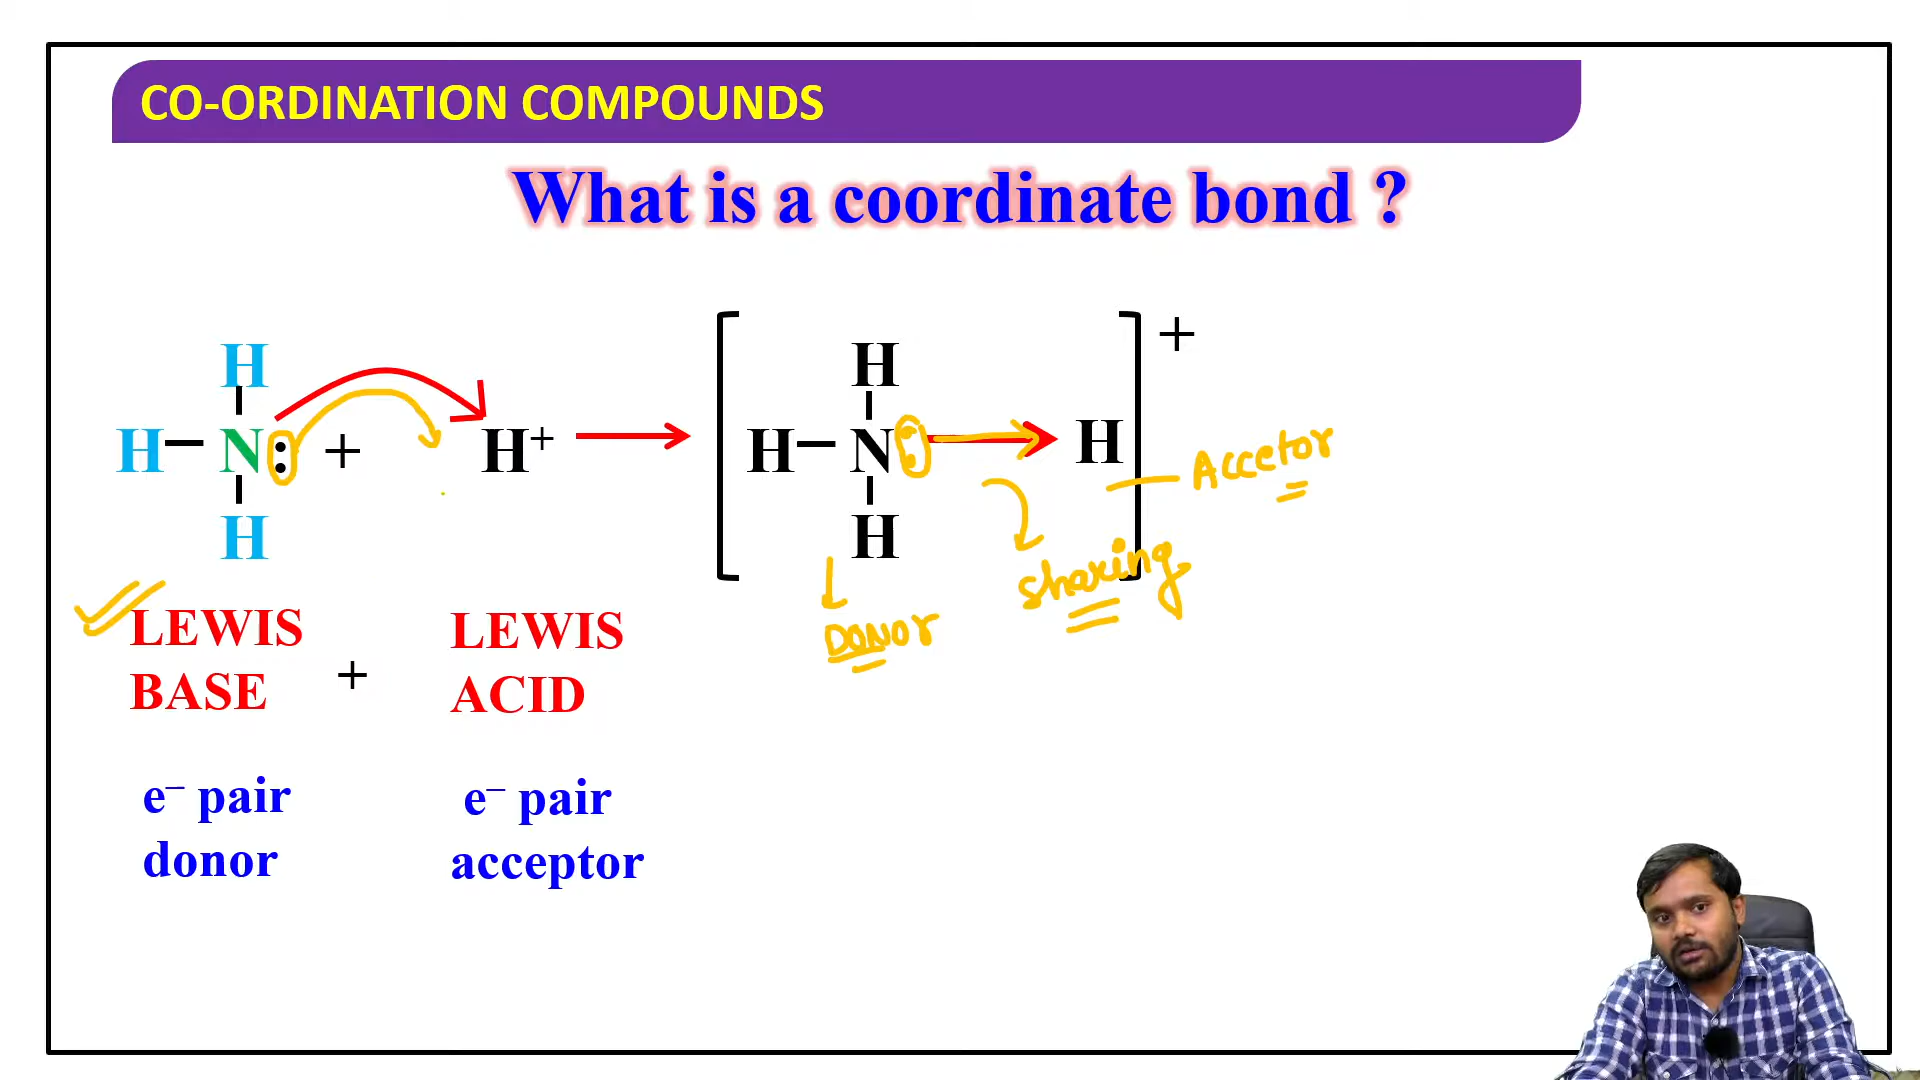 CO-ORDINATION COMPOUNDS
What is a coordinate bond ?
H
H
+
H – N : + H⁺
H – N H
Accetor
H
H
Sharing
DONOR
LEWIS
BASE
+
LEWIS
ACID
e⁻ pair
donor
e⁻ pair
acceptor